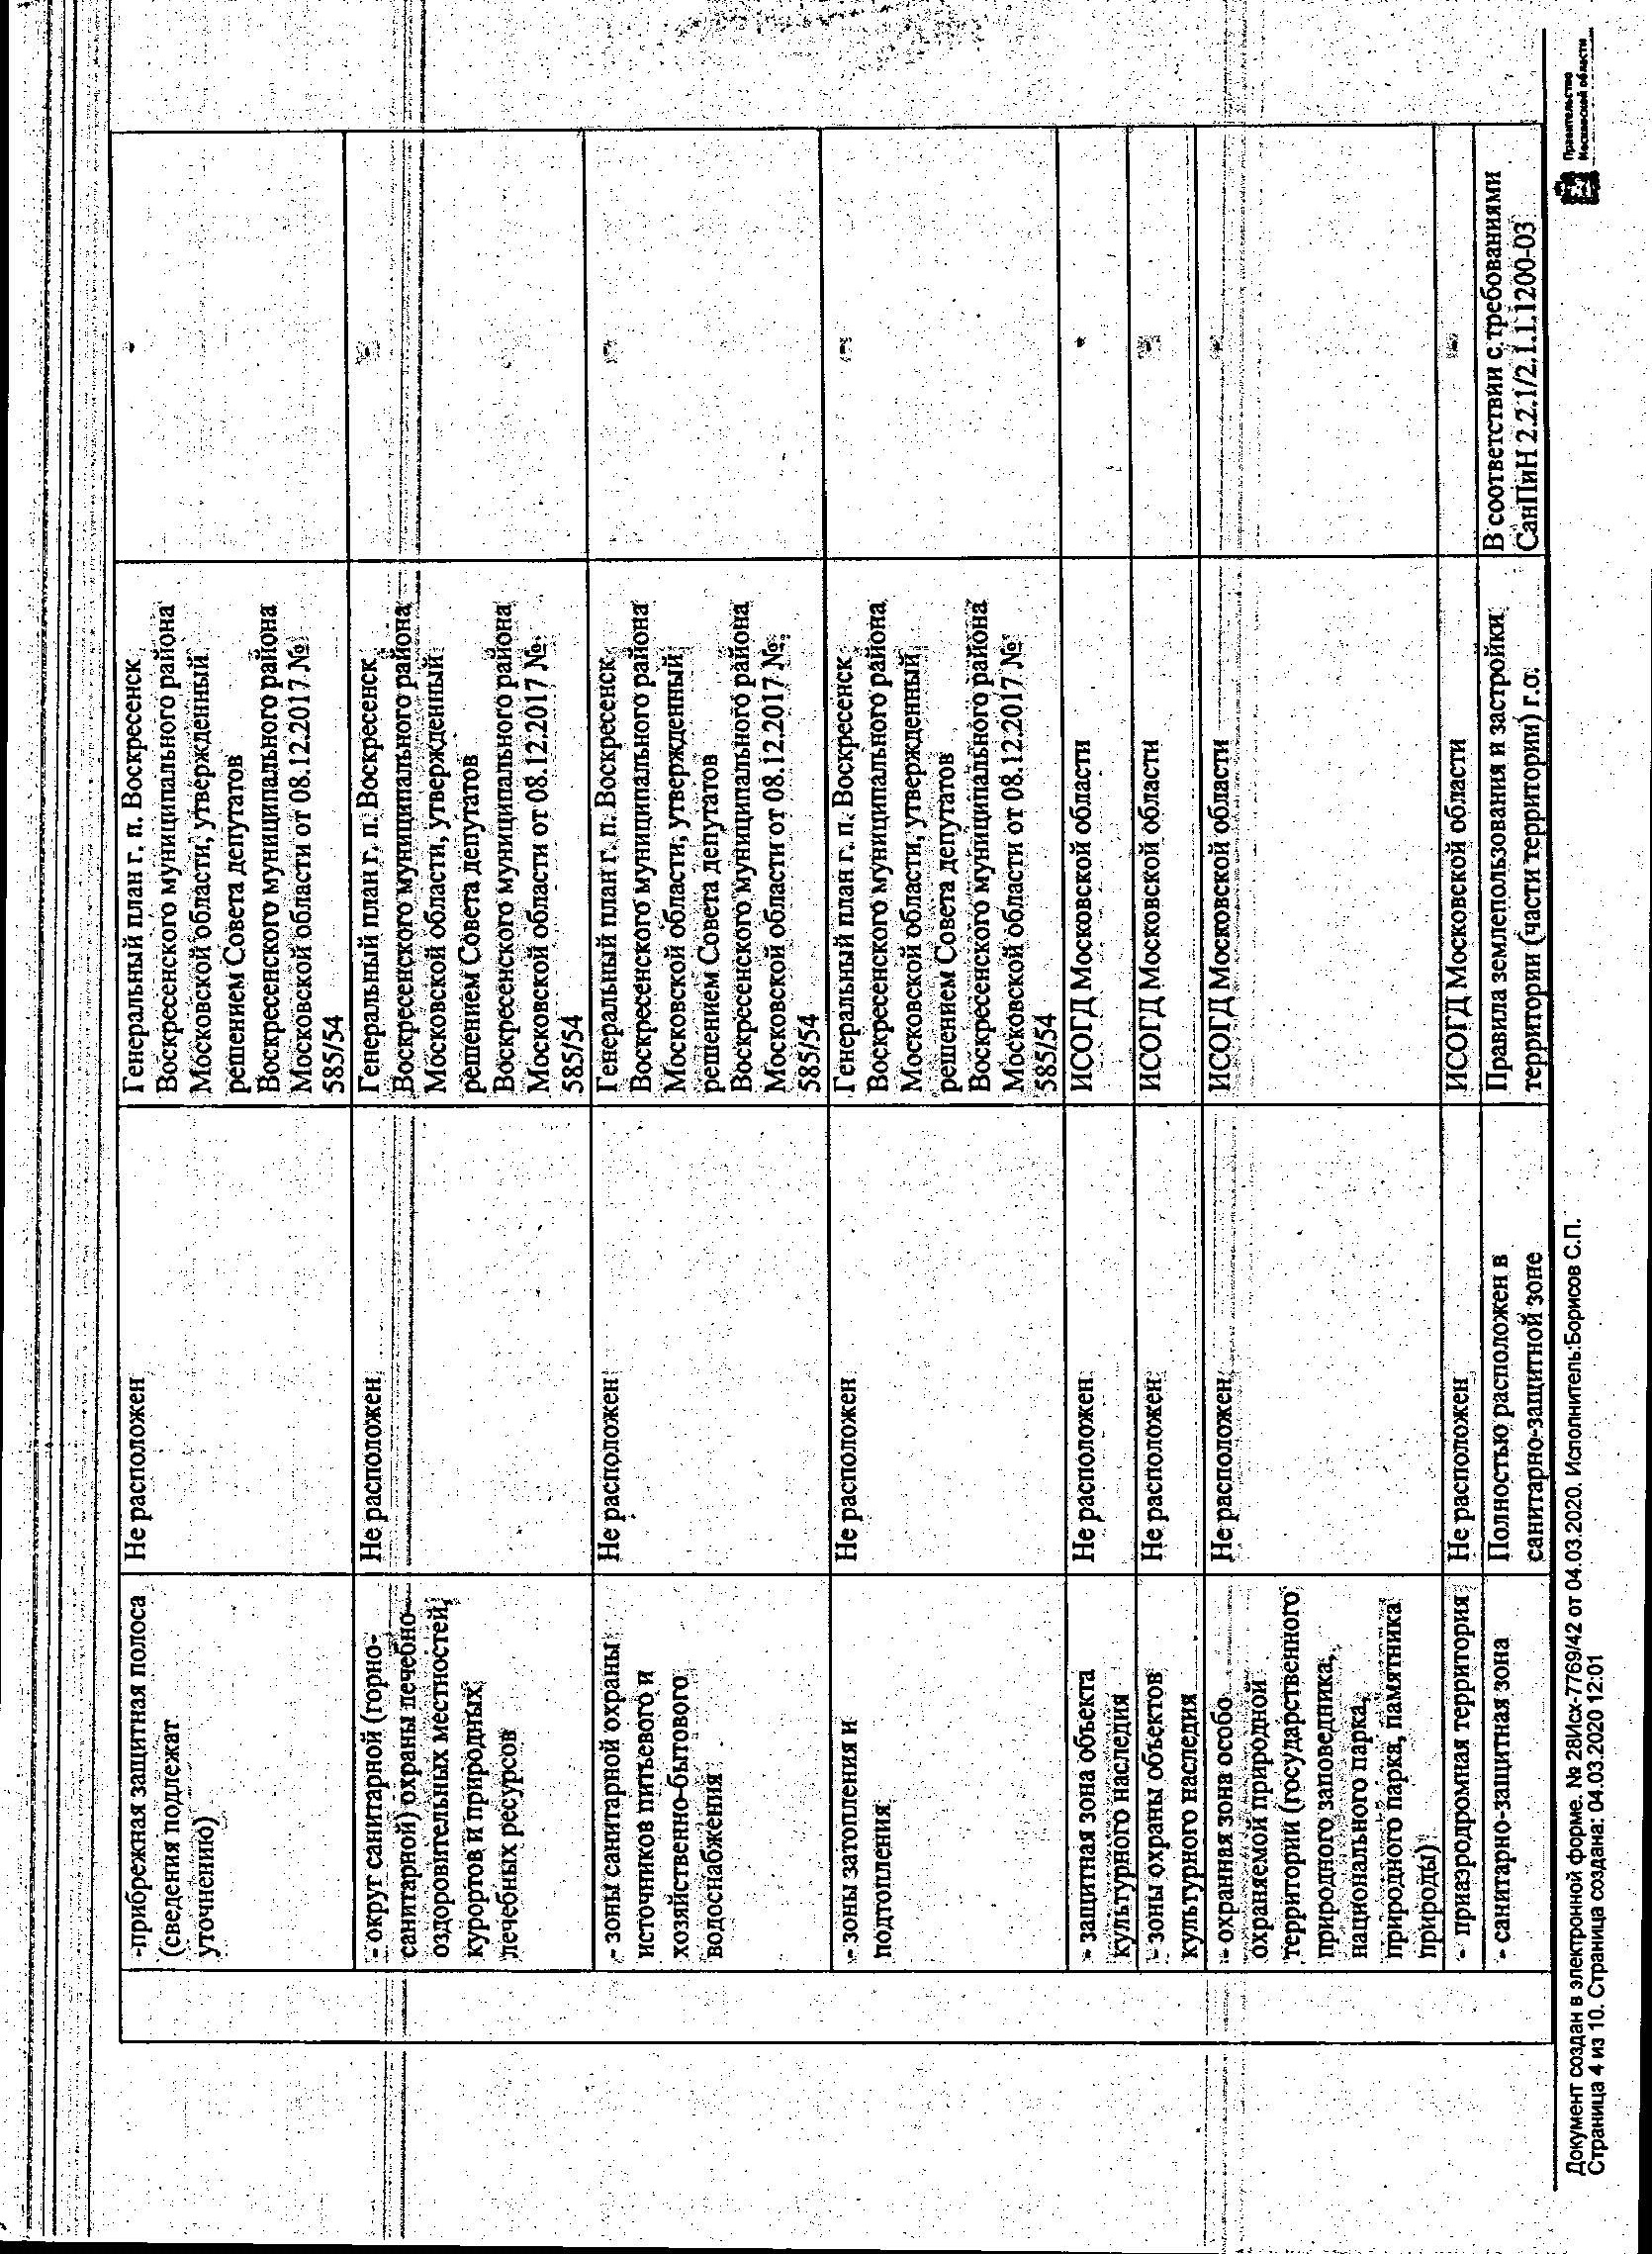 -прибрежная защитная полоса
(сведения подлежат
уточнению)
Не расположен
Генеральный план г. п. Воскресенск
Воскресенского муниципального района
Московской области, утвержденный
решением Совета депутатов
Воскресенского муниципального района
Московской области от 08.12.2017 №
585/54
-
- округ санитарной (горно-
санитарной) охраны лечебно-
оздоровительных местностей,
курортов и природных
лечебных ресурсов
Не расположен
Генеральный план г. п. Воскресенск
Воскресенского муниципального района
Московской области, утвержденный
решением Совета депутатов
Воскресенского муниципального района
Московской области от 08.12.2017 №
585/54
-
- зоны санитарной охраны
источников питьевого и
хозяйственно-бытового
водоснабжения
Не расположен
Генеральный план г. п. Воскресенск
Воскресенского муниципального района
Московской области, утвержденный
решением Совета депутатов
Воскресенского муниципального района
Московской области от 08.12.2017 №
585/54
-
- зоны затопления и
подтопления
Не расположен
Генеральный план г. п. Воскресенск
Воскресенского муниципального района
Московской области, утвержденный
решением Совета депутатов
Воскресенского муниципального района
Московской области от 08.12.2017 №
585/54
-
- защитная зона объекта
культурного наследия
Не расположен
ИСОГД Московской области
-
- зоны охраны объектов
культурного наследия
Не расположен
ИСОГД Московской области
-
- охранная зона особо
охраняемой природной
территории (государственного
природного заповедника,
национального парка,
природного парка, памятника
природы)
Не расположен
ИСОГД Московской области
-
- приаэродромная территория
Не расположен
ИСОГД Московской области
-
- санитарно-защитная зона
Полностью расположен в
санитарно-защитной зоне
Правила землепользования и застройки
территории (части территории) г.о.
В соответствии с требованиями
СанПиН 2.2.1/2.1.1.1200-03
Документ создан в электронной форме. № 28Исх-7769/42 от 04.03.2020. Исполнитель:Борисов С.П.
Страница 4 из 10. Страница создана: 04.03.2020 12:01
Правительство
Московской области